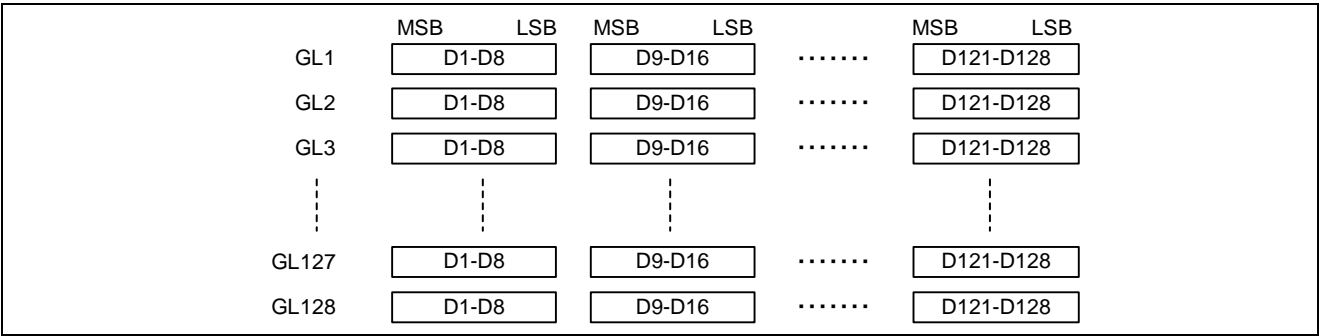 MSB LSB MSB LSB MSB LSB
GL1 D1-D8 D9-D16 ······· D121-D128
GL2 D1-D8 D9-D16 ······· D121-D128
GL3 D1-D8 D9-D16 ······· D121-D128
GL127 D1-D8 D9-D16 ······· D121-D128
GL128 D1-D8 D9-D16 ······· D121-D128